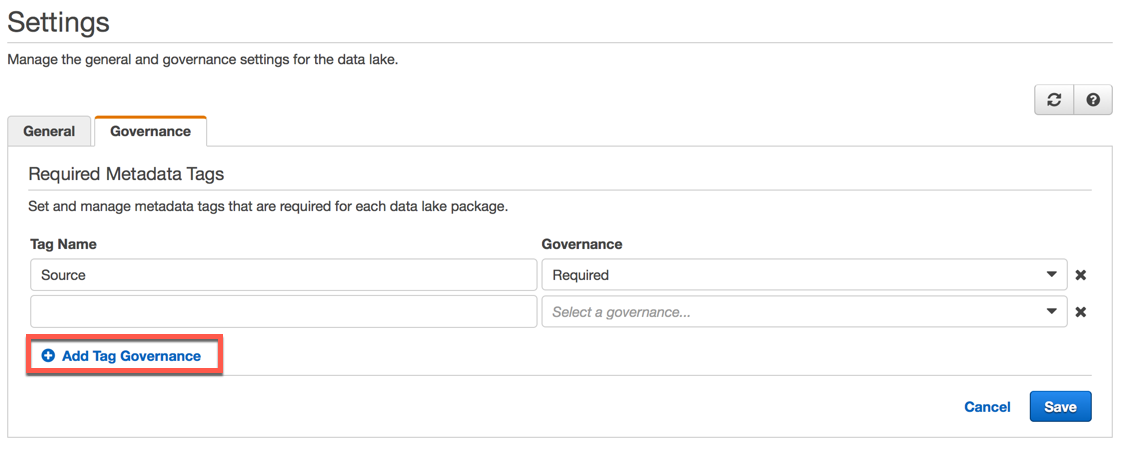 Settings
Manage the general and governance settings for the data lake.
General Governance
Required Metadata Tags
Set and manage metadata tags that are required for each data lake package.
Tag Name Governance
Source Required
Select a governance...
Add Tag Governance
Cancel Save